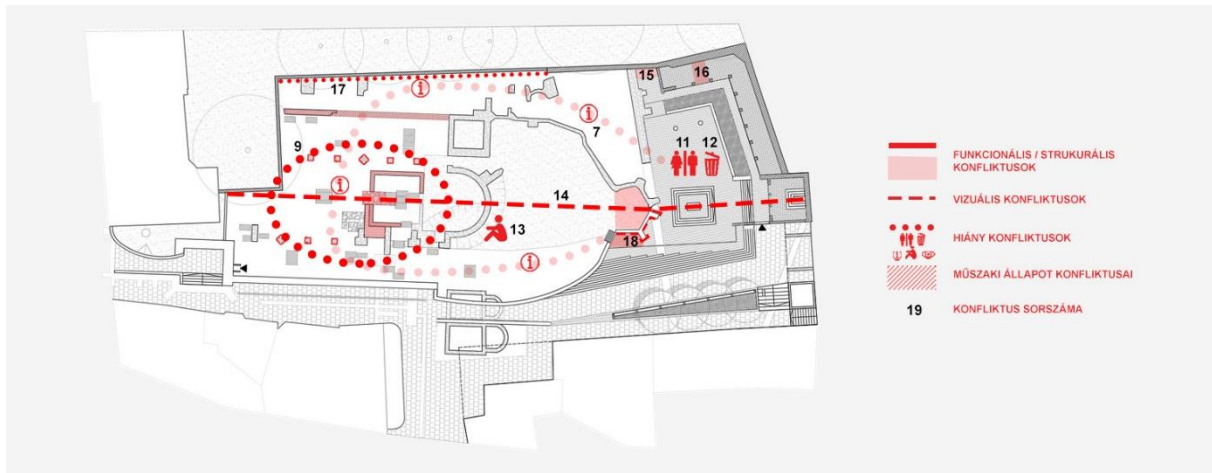 15
16
17
7
9
11 12
14
13
18
FUNKCIONÁLIS / STRUKURÁLIS
KONFLIKTUSOK
VIZUÁLIS KONFLIKTUSOK
HIÁNY KONFLIKTUSOK
MŰSZAKI ÁLLAPOT KONFLIKTUSAI
19 KONFLIKTUS SORSZÁMA